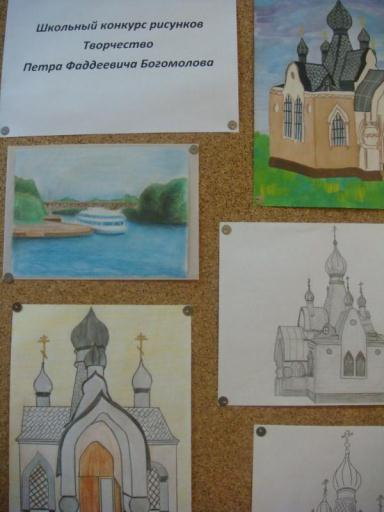 Школьный конкурс рисунков
Творчество
Петра Фаддеевича Богомолова